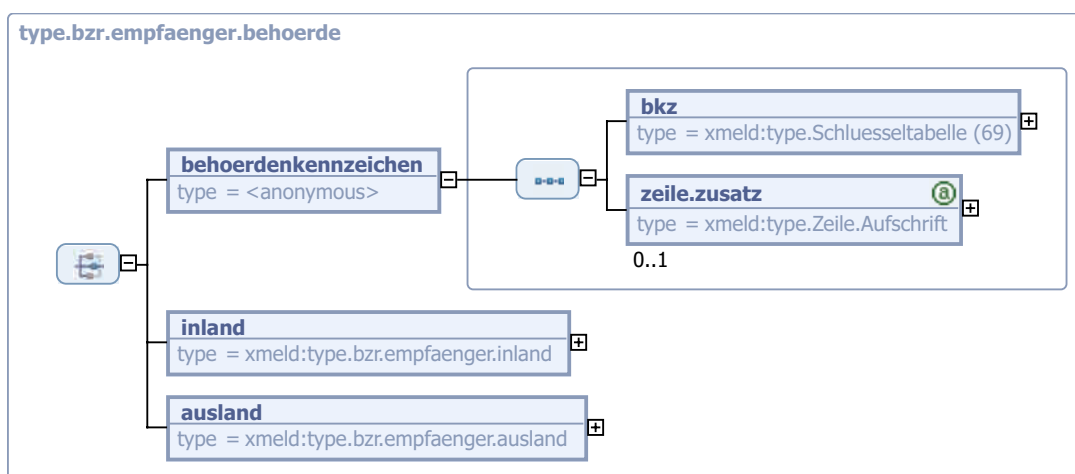 type.bzr.empfaenger.behoerde
bkz
type = xmeld:type.Schluesseltabelle (69)
behoerdenkennzeichen
type = <anonymous>
zeile.zusatz
type = xmeld:type.Zeile.Aufschrift
0..1
inland
type = xmeld:type.bzr.empfaenger.inland
ausland
type = xmeld:type.bzr.empfaenger.ausland